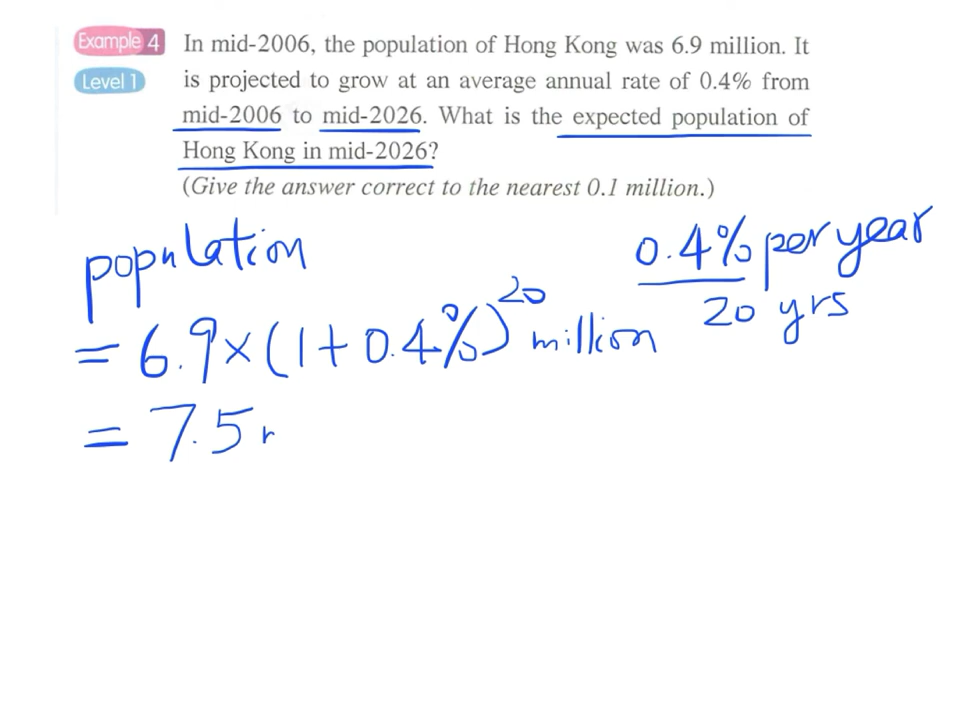 Example 4 In mid-2006, the population of Hong Kong was 6.9 million. It
Level 1 is projected to grow at an average annual rate of 0.4% from
mid-2006 to mid-2026. What is the expected population of
Hong Kong in mid-2026?
(Give the answer correct to the nearest 0.1 million.)
population
0.4% per year
20 yrs
= 6.9 × (1 + 0.4%)^20 million
= 7.5